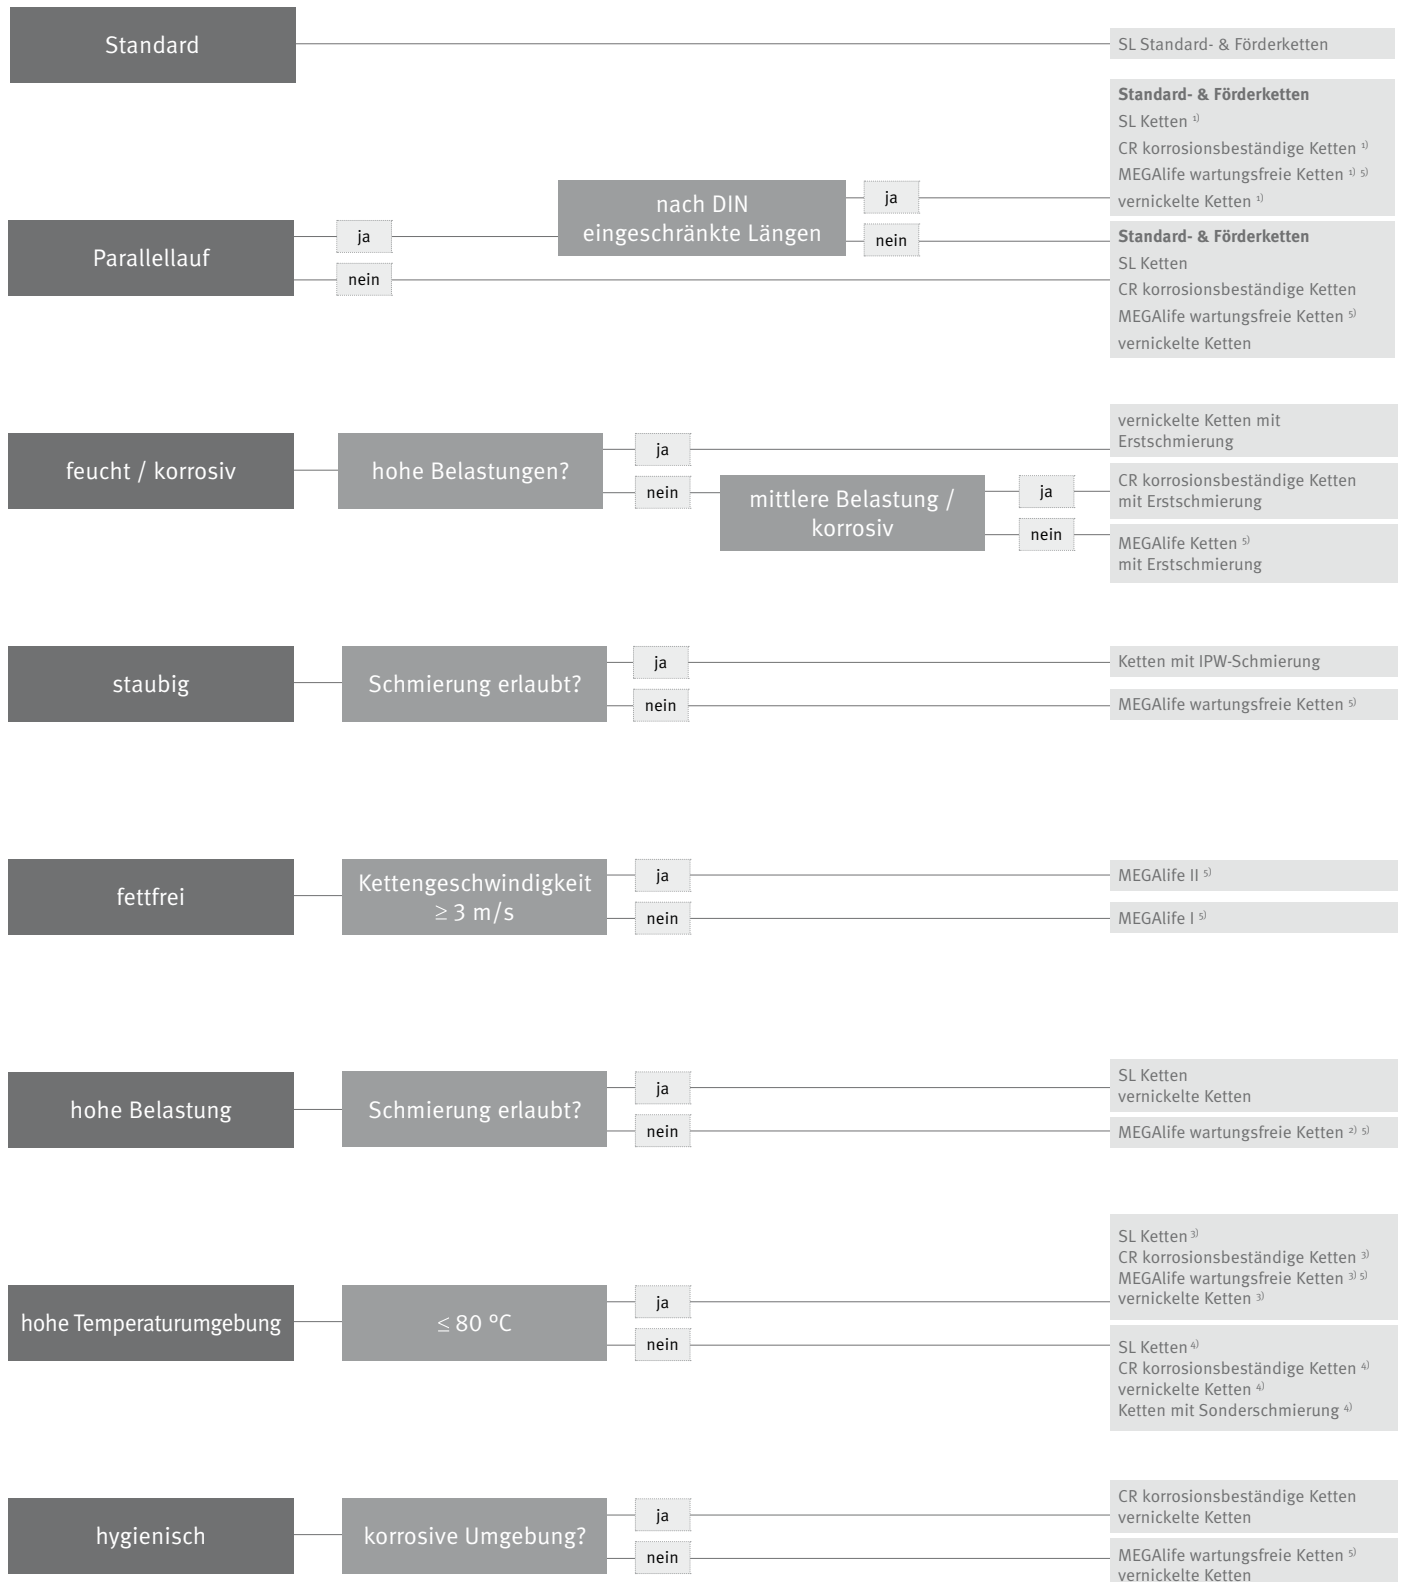 Standard
SL Standard- & Förderketten
Parallellauf
ja
nein
nach DIN
eingeschränkte Längen
ja
nein
Standard- & Förderketten
SL Ketten ¹⁾
CR korrosionsbeständige Ketten ¹⁾
MEGAlife wartungsfreie Ketten ¹⁾ ⁵⁾
vernickelte Ketten ¹⁾
Standard- & Förderketten
SL Ketten
CR korrosionsbeständige Ketten
MEGAlife wartungsfreie Ketten ⁵⁾
vernickelte Ketten
feucht / korrosiv
hohe Belastungen?
ja
nein
mittlere Belastung /
korrosiv
ja
nein
vernickelte Ketten mit
Erstschmierung
CR korrosionsbeständige Ketten
mit Erstschmierung
MEGAlife Ketten ⁵⁾
mit Erstschmierung
staubig
Schmierung erlaubt?
ja
nein
Ketten mit IPW-Schmierung
MEGAlife wartungsfreie Ketten ⁵⁾
fettfrei
Kettengeschwindigkeit
≥ 3 m/s
ja
nein
MEGAlife II ⁵⁾
MEGAlife I ⁵⁾
hohe Belastung
Schmierung erlaubt?
ja
nein
SL Ketten
vernickelte Ketten
MEGAlife wartungsfreie Ketten ²⁾ ⁵⁾
hohe Temperaturumgebung
≤ 80 °C
ja
nein
SL Ketten ³⁾
CR korrosionsbeständige Ketten ³⁾
MEGAlife wartungsfreie Ketten ³⁾ ⁵⁾
vernickelte Ketten ³⁾
SL Ketten ⁴⁾
CR korrosionsbeständige Ketten ⁴⁾
vernickelte Ketten ⁴⁾
Ketten mit Sonderschmierung ⁴⁾
hygienisch
korrosive Umgebung?
ja
nein
CR korrosionsbeständige Ketten
vernickelte Ketten
MEGAlife wartungsfreie Ketten ⁵⁾
vernickelte Ketten